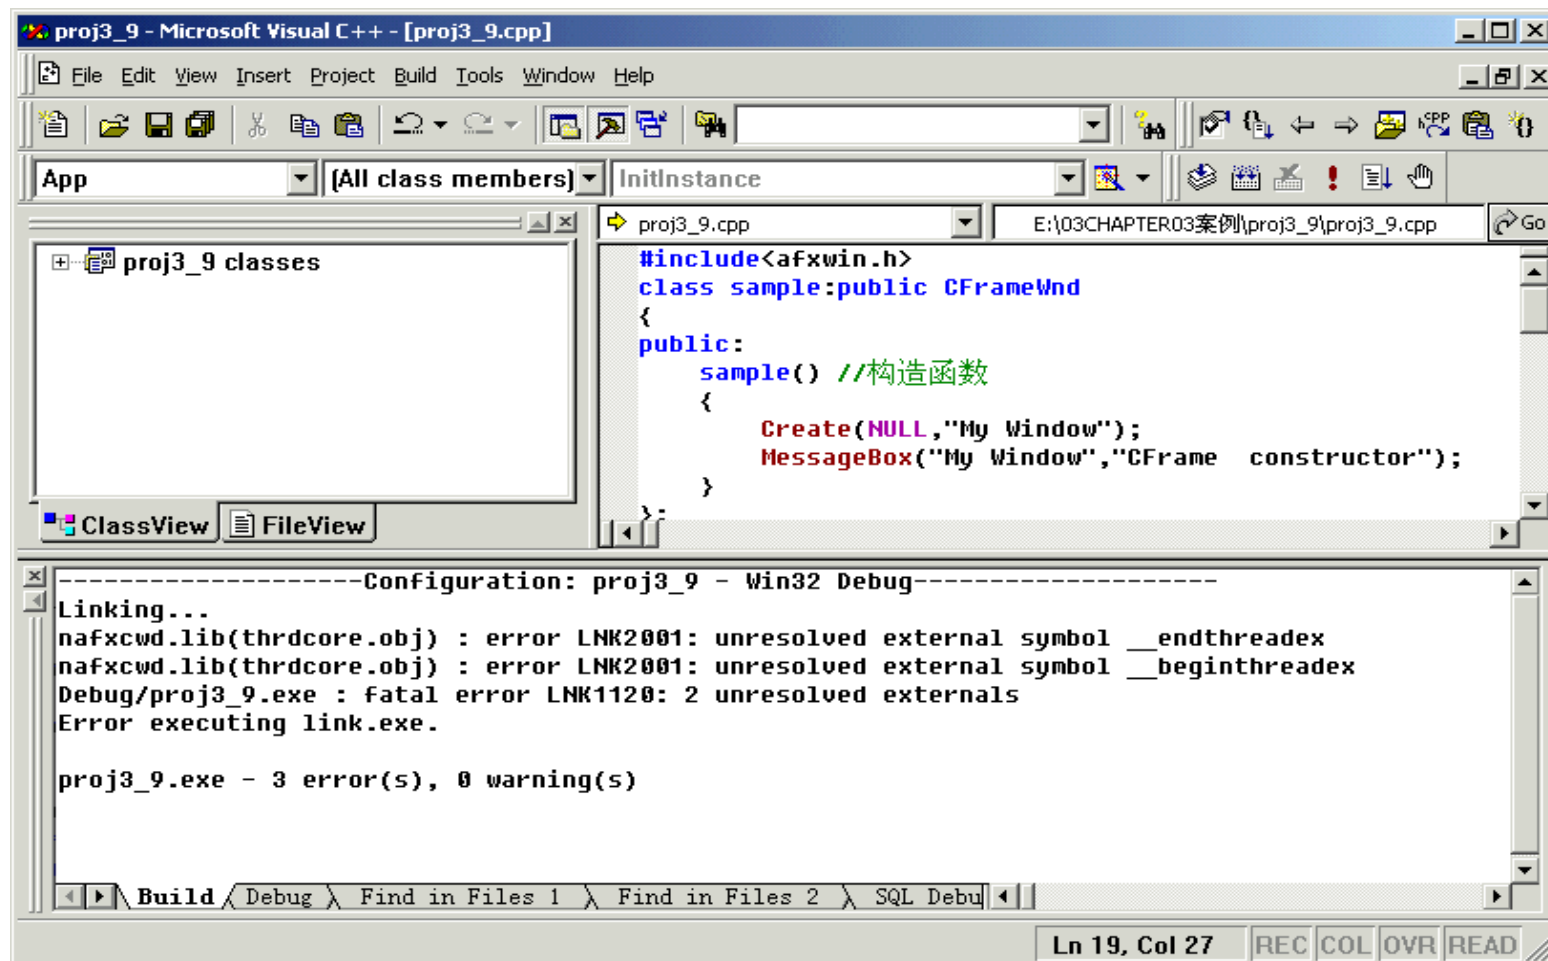 proj3_9 - Microsoft Visual C++ - [proj3_9.cpp]
File Edit View Insert Project Build Tools Window Help
App (All class members) InitInstance
proj3_9.cpp E:\03CHAPTER03案例\proj3_9\proj3_9.cpp Go
proj3_9 classes
#include<afxwin.h>
class sample:public CFrameWnd
{
public:
sample() //构造函数
{
Create(NULL,"My Window");
MessageBox("My Window","CFrame  constructor");
}
};
ClassView FileView
--------------------Configuration: proj3_9 - Win32 Debug--------------------
Linking...
nafxcwd.lib(thrdcore.obj) : error LNK2001: unresolved external symbol __endthreadex
nafxcwd.lib(thrdcore.obj) : error LNK2001: unresolved external symbol __beginthreadex
Debug/proj3_9.exe : fatal error LNK1120: 2 unresolved externals
Error executing link.exe.
proj3_9.exe - 3 error(s), 0 warning(s)
Build Debug Find in Files 1 Find in Files 2 SQL Debu
Ln 19, Col 27 REC COL OVR READ